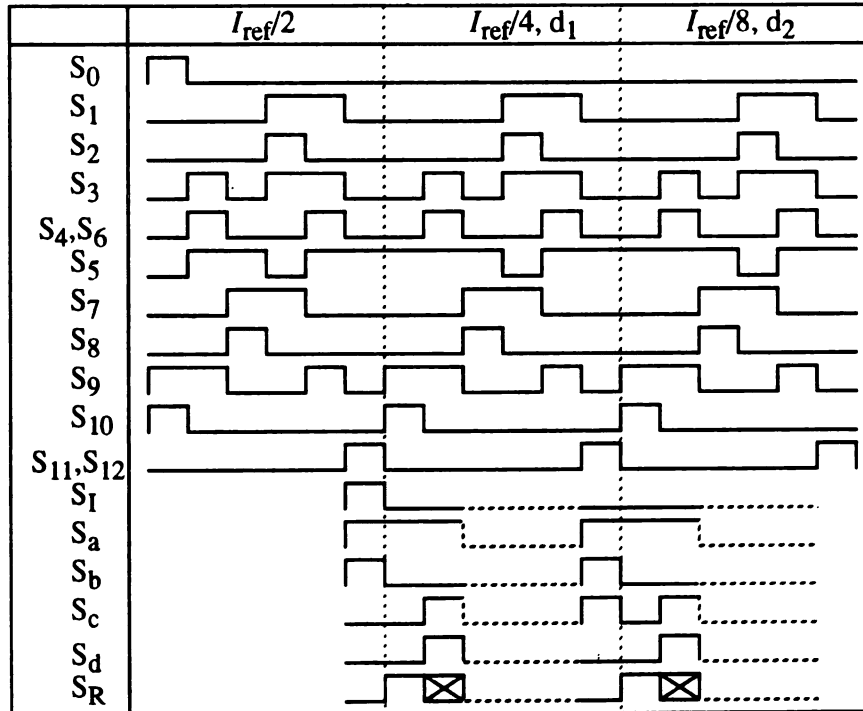 I_ref/2 I_ref/4, d_1 I_ref/8, d_2
S_0
S_1
S_2
S_3
S_4,S_6
S_5
S_7
S_8
S_9
S_10
S_11,S_12
S_I
S_a
S_b
S_c
S_d
S_R